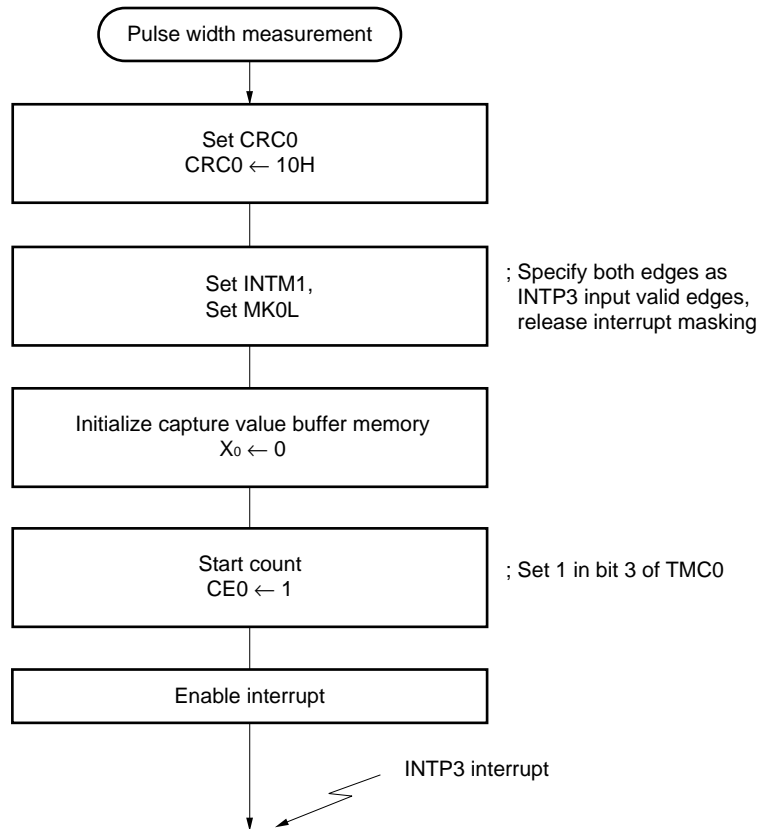 Pulse width measurement
Set CRC0
CRC0 ← 10H
Set INTM1,
Set MK0L
; Specify both edges as
INTP3 input valid edges,
release interrupt masking
Initialize capture value buffer memory
X₀ ← 0
Start count
CE0 ← 1
; Set 1 in bit 3 of TMC0
Enable interrupt
INTP3 interrupt